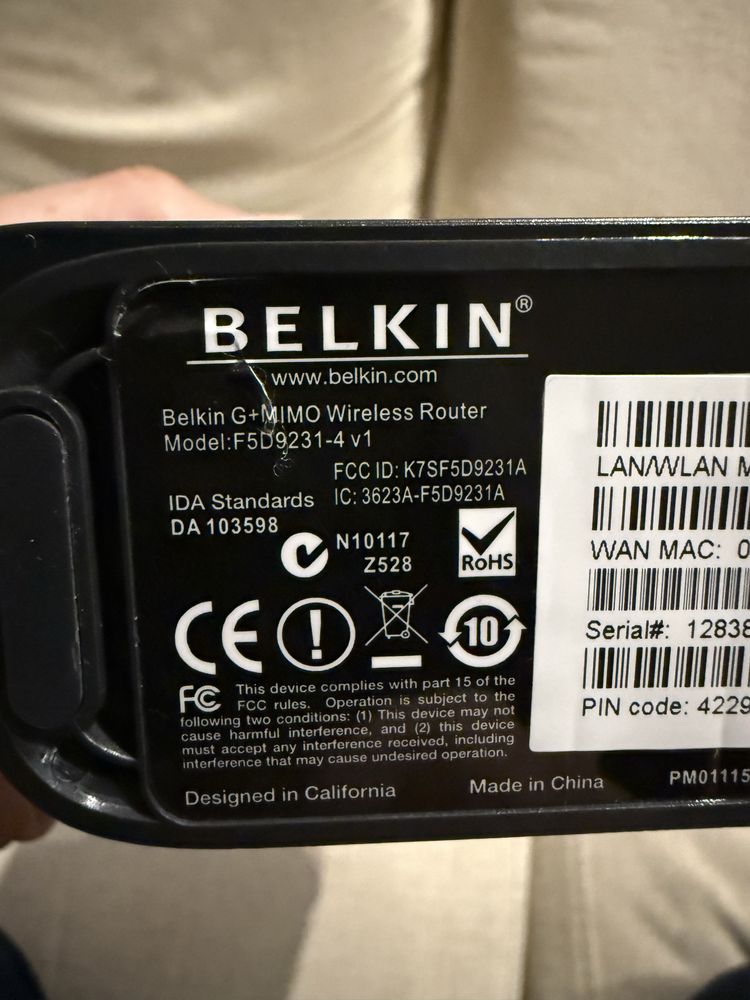 BELKIN®
www.belkin.com
Belkin G+MIMO Wireless Router
Model:F5D9231-4 v1
FCC ID: K7SF5D9231A
IC: 3623A-F5D9231A
IDA Standards
DA 103598
N10117
Z528
RoHS
CE
!
10
FC This device complies with part 15 of the
FCC rules. Operation is subject to the
following two conditions: (1) This device may not
cause harmful interference, and (2) this device
must accept any interference received, including
interference that may cause undesired operation.
Designed in California
Made in China
LAN/WLAN M
WAN MAC: 0
Serial#: 12838
PIN code: 4229
PM01115